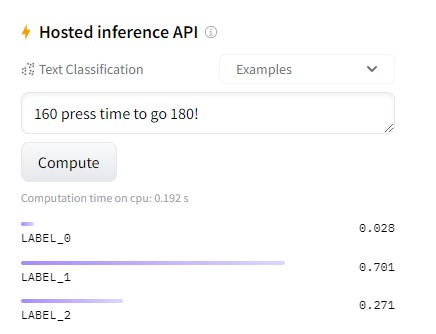 Hosted inference API
Text Classification Examples
160 press time to go 180!
Compute
Computation time on cpu: 0.192 s
0.028
LABEL_0
0.701
LABEL_1
0.271
LABEL_2